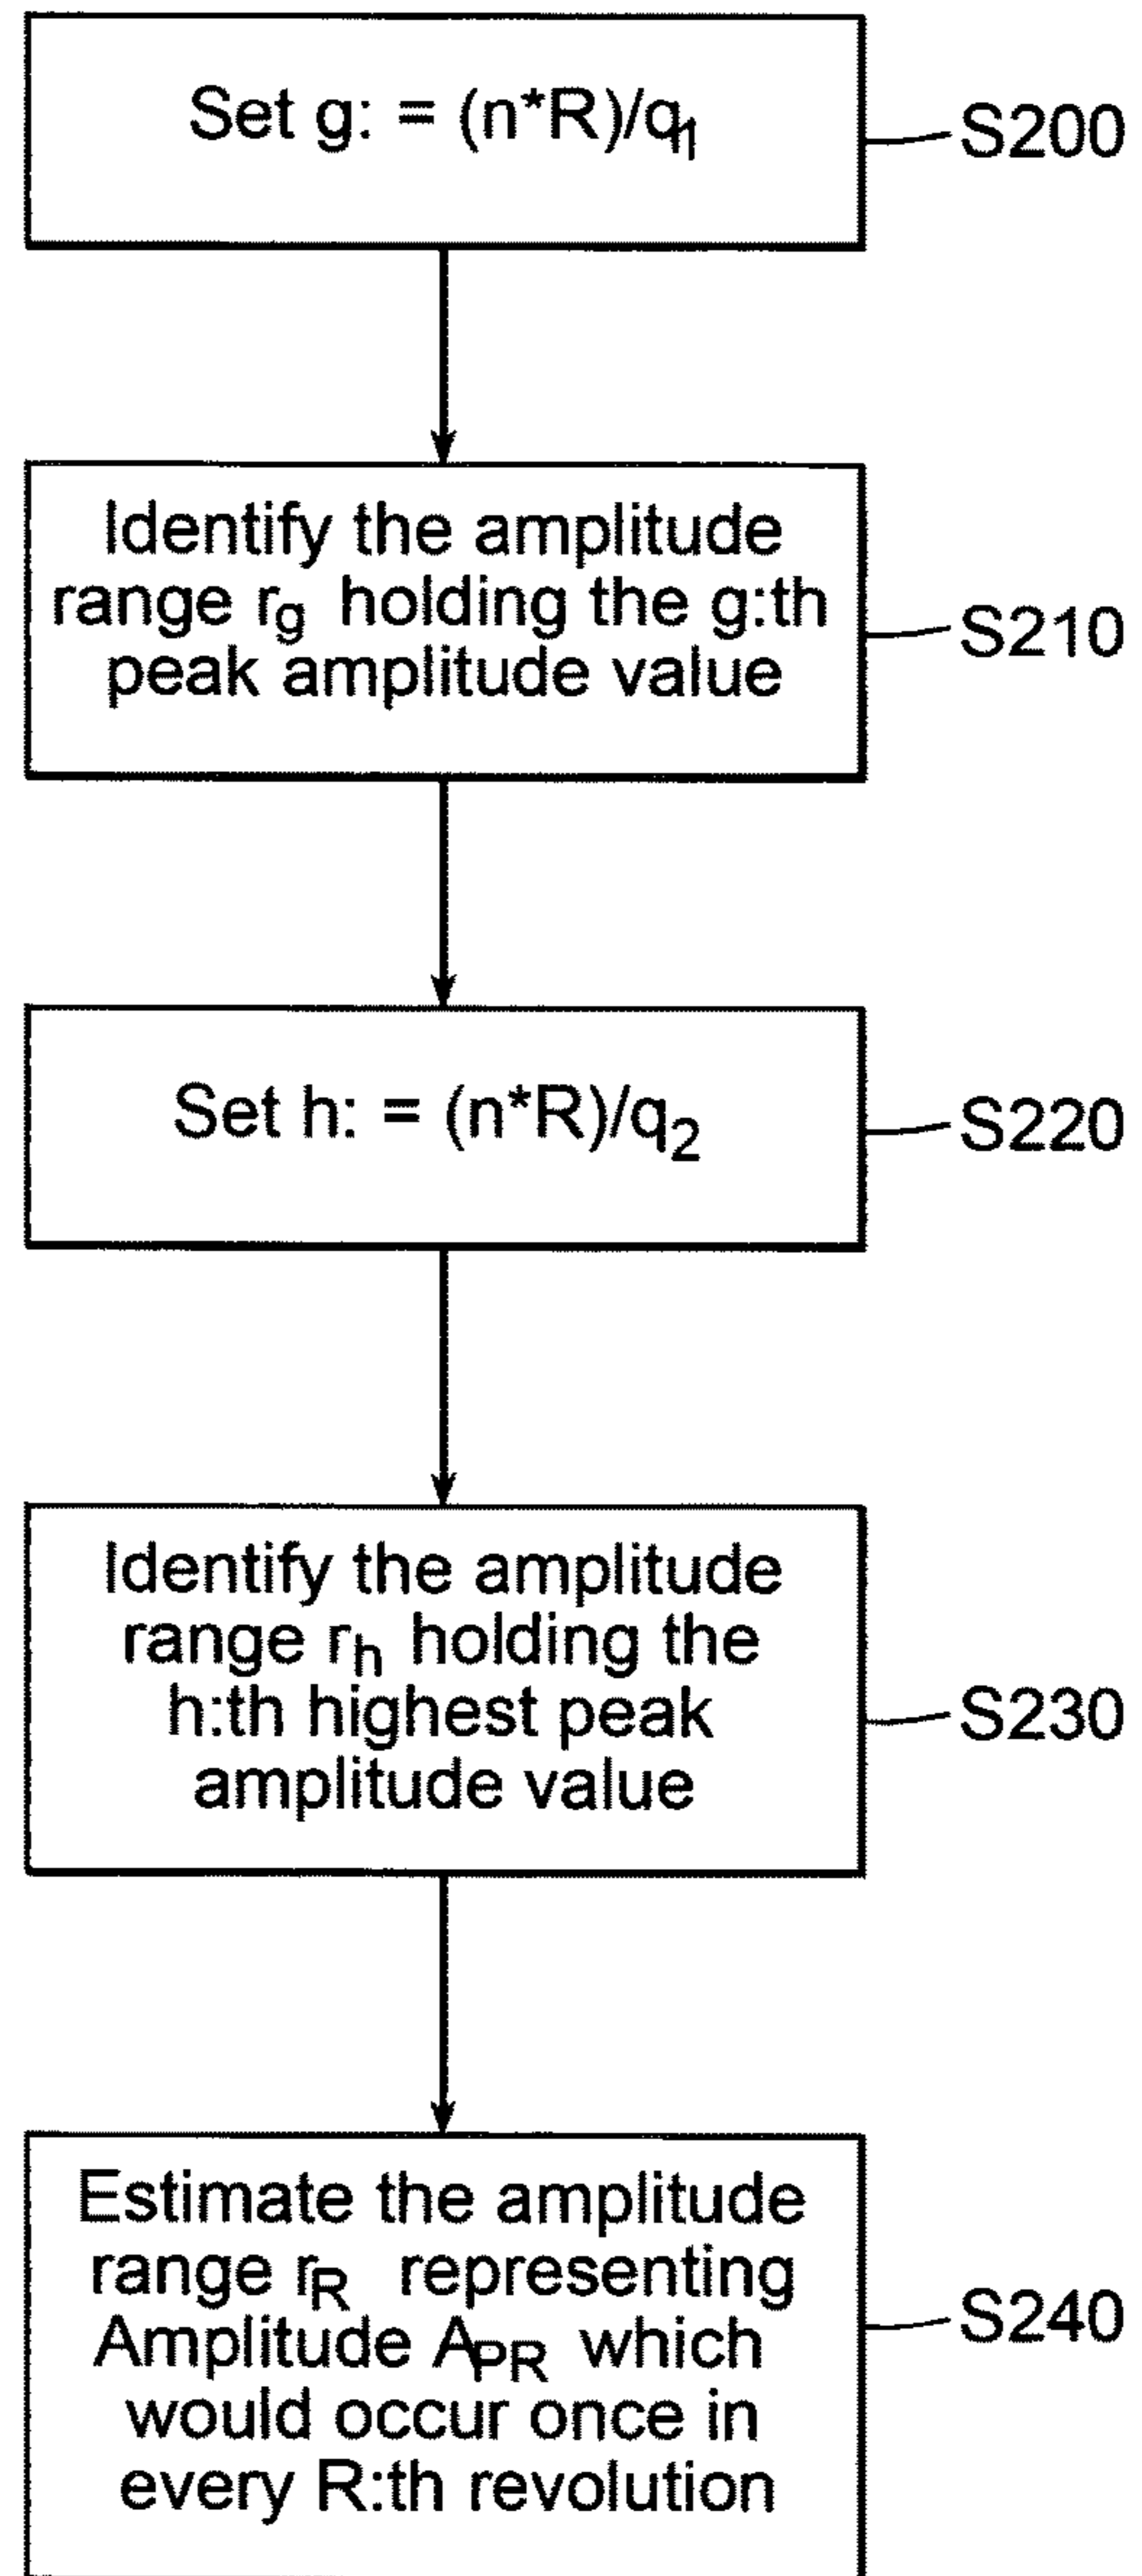 Set g: = (n*R)/q1
S200
Identify the amplitude
range rg holding the g:th
peak amplitude value
S210
Set h: = (n*R)/q2
S220
Identify the amplitude
range rh holding the
h:th highest peak
amplitude value
S230
Estimate the amplitude
range rR representing
Amplitude APR which
would occur once in
every R:th revolution
S240